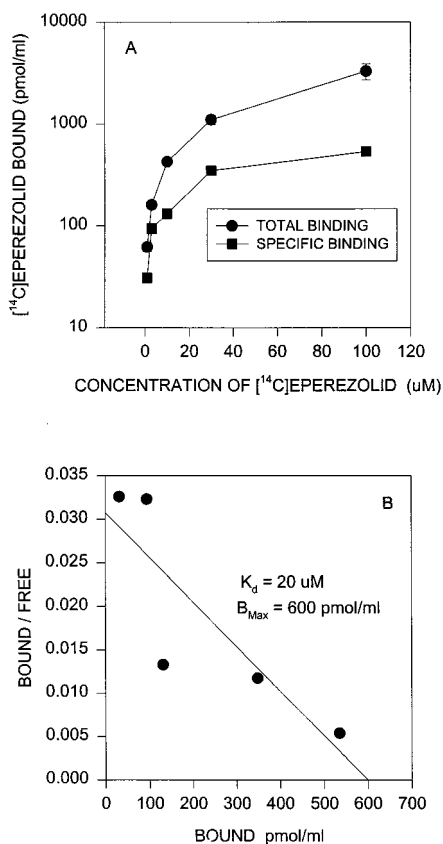 A
[¹⁴C]EPEREZOLID BOUND (pmol/ml)
10000
1000
100
10
TOTAL BINDING
SPECIFIC BINDING
0 20 40 60 80 100 120
CONCENTRATION OF [¹⁴C]EPEREZOLID (uM)
B
BOUND / FREE
0.035
0.030
0.025
0.020
0.015
0.010
0.005
0.000
K_d = 20 uM
B_Max = 600 pmol/ml
0 100 200 300 400 500 600 700
BOUND pmol/ml